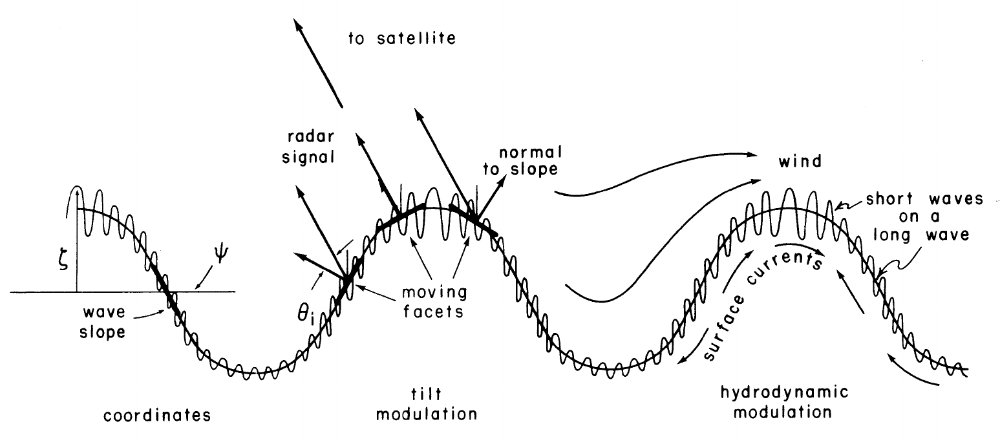 to satellite
radar
signal
normal
to slope
wind
short waves
on a
long wave
ζ
ψ
wave
slope
θi
moving
facets
surface currents
coordinates
tilt
modulation
hydrodynamic
modulation